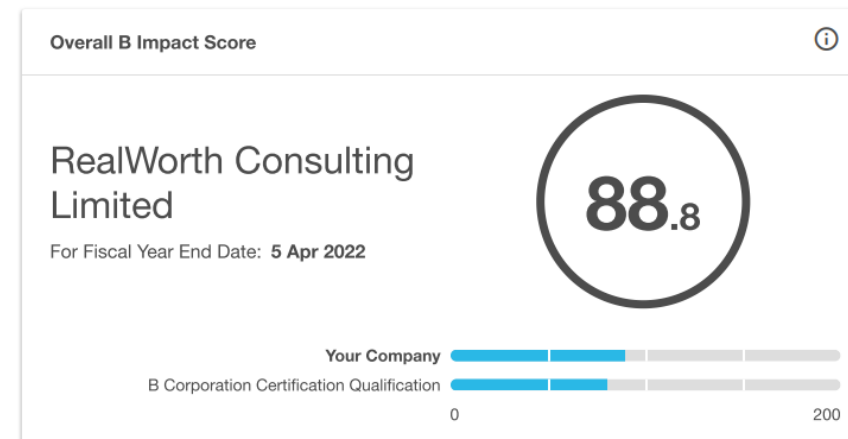 Overall B Impact Score
RealWorth Consulting
Limited
For Fiscal Year End Date: 5 Apr 2022
88.8
Your Company
B Corporation Certification Qualification
0 200